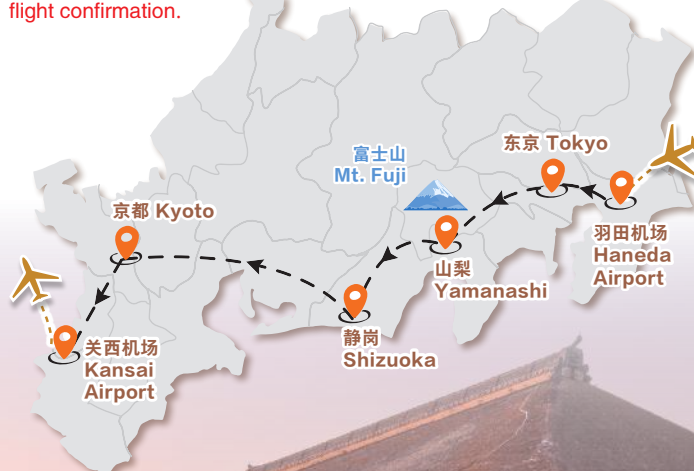 flight confirmation.
东京 Tokyo
富士山
Mt. Fuji
京都 Kyoto
羽田机场
Haneda
Airport
山梨
Yamanashi
静岗
Shizuoka
关西机场
Kansai
Airport